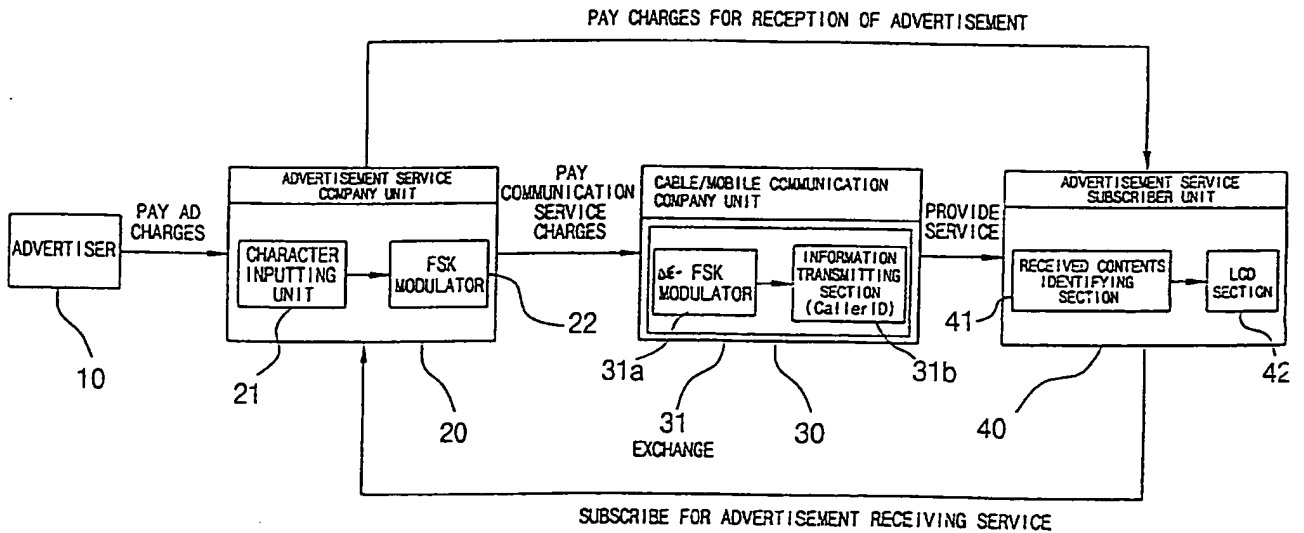 PAY CHARGES FOR RECEPTION OF ADVERTISEMENT
ADVERTISEMENT SERVICE
COMPANY UNIT
PAY
COMMUNICATION
SERVICE
CHARGES
CABLE/MOBILE COMMUNICATION
COMPANY UNIT
ADVERTISEMENT SERVICE
SUBSCRIBER UNIT
PAY AD
CHARGES
PROVIDE
SERVICE
ADVERTISER
CHARACTER
INPUTTING
UNIT
FSK
MODULATOR
DE- FSK
MODULATOR
INFORMATION
TRANSMITTING
SECTION
(CallerID)
RECEIVED CONTENTS
IDENTIFYING
SECTION
LCD
SECTION
10
21
20
22
31a
31
EXCHANGE
30
31b
41
40
42
SUBSCRIBE FOR ADVERTISEMENT RECEIVING SERVICE